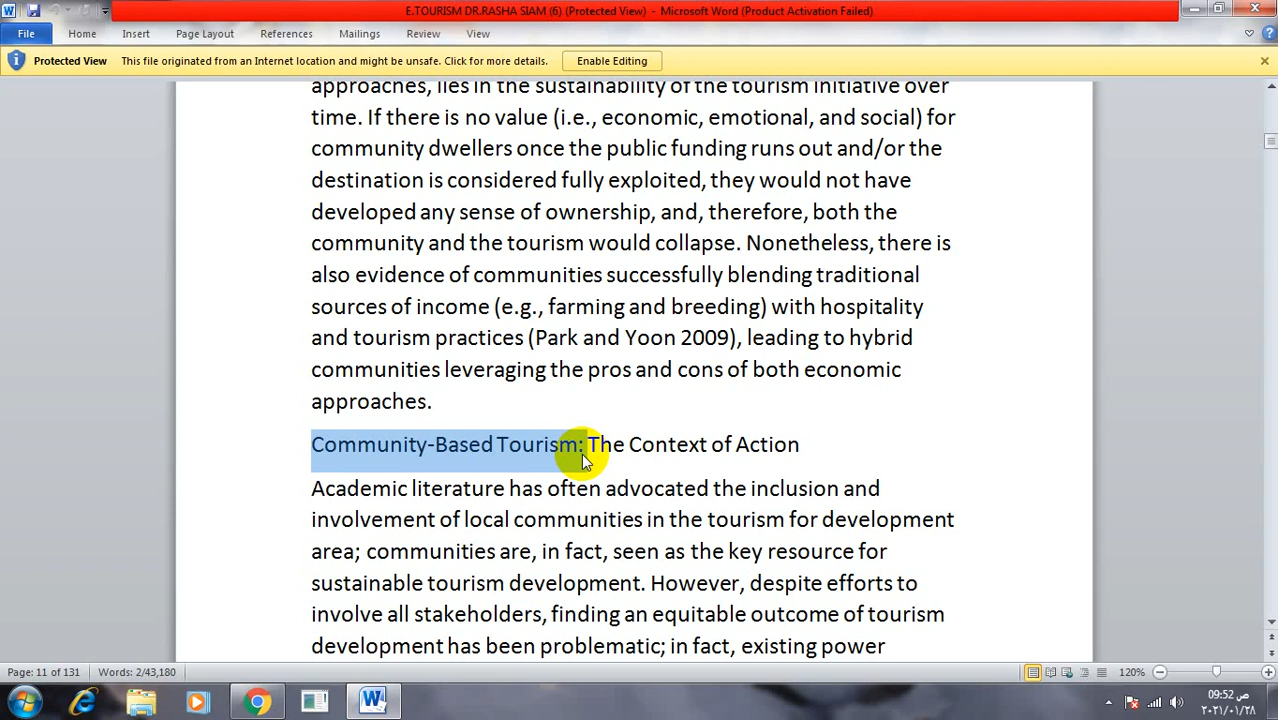 E.TOURISM DR.RASHA SIAM (6) (Protected View) - Microsoft Word (Product Activation Failed)
File Home Insert Page Layout References Mailings Review View
Protected View This file originated from an Internet location and might be unsafe. Click for more details. Enable Editing
approaches, lies in the sustainability of the tourism initiative over
time. If there is no value (i.e., economic, emotional, and social) for
community dwellers once the public funding runs out and/or the
destination is considered fully exploited, they would not have
developed any sense of ownership, and, therefore, both the
community and the tourism would collapse. Nonetheless, there is
also evidence of communities successfully blending traditional
sources of income (e.g., farming and breeding) with hospitality
and tourism practices (Park and Yoon 2009), leading to hybrid
communities leveraging the pros and cons of both economic
approaches.
Community-Based Tourism: The Context of Action
Academic literature has often advocated the inclusion and
involvement of local communities in the tourism for development
area; communities are, in fact, seen as the key resource for
sustainable tourism development. However, despite efforts to
involve all stakeholders, finding an equitable outcome of tourism
development has been problematic; in fact, existing power
Page: 11 of 131 Words: 2/43,180 120%
09:52 ص
٢٠٢١/٠١/٢٨